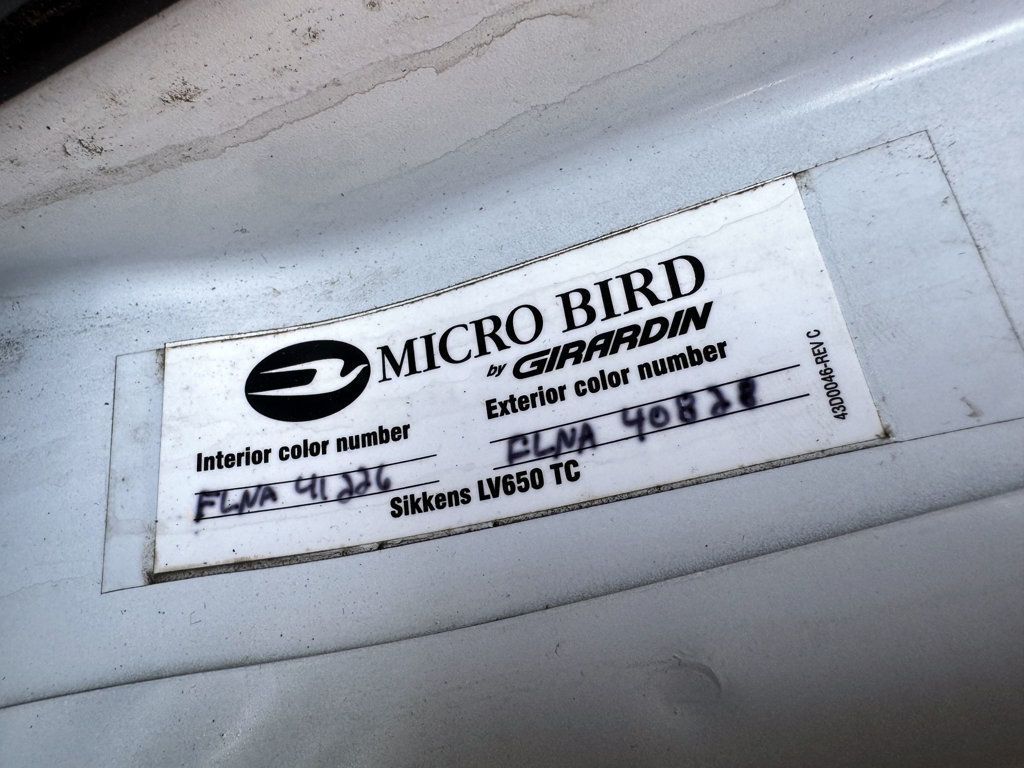 MICRO BIRD
by GIRARDIN
Interior color number
FLNA 41226
Exterior color number
FLNA 40828
Sikkens LV650 TC
43D0046-REV C